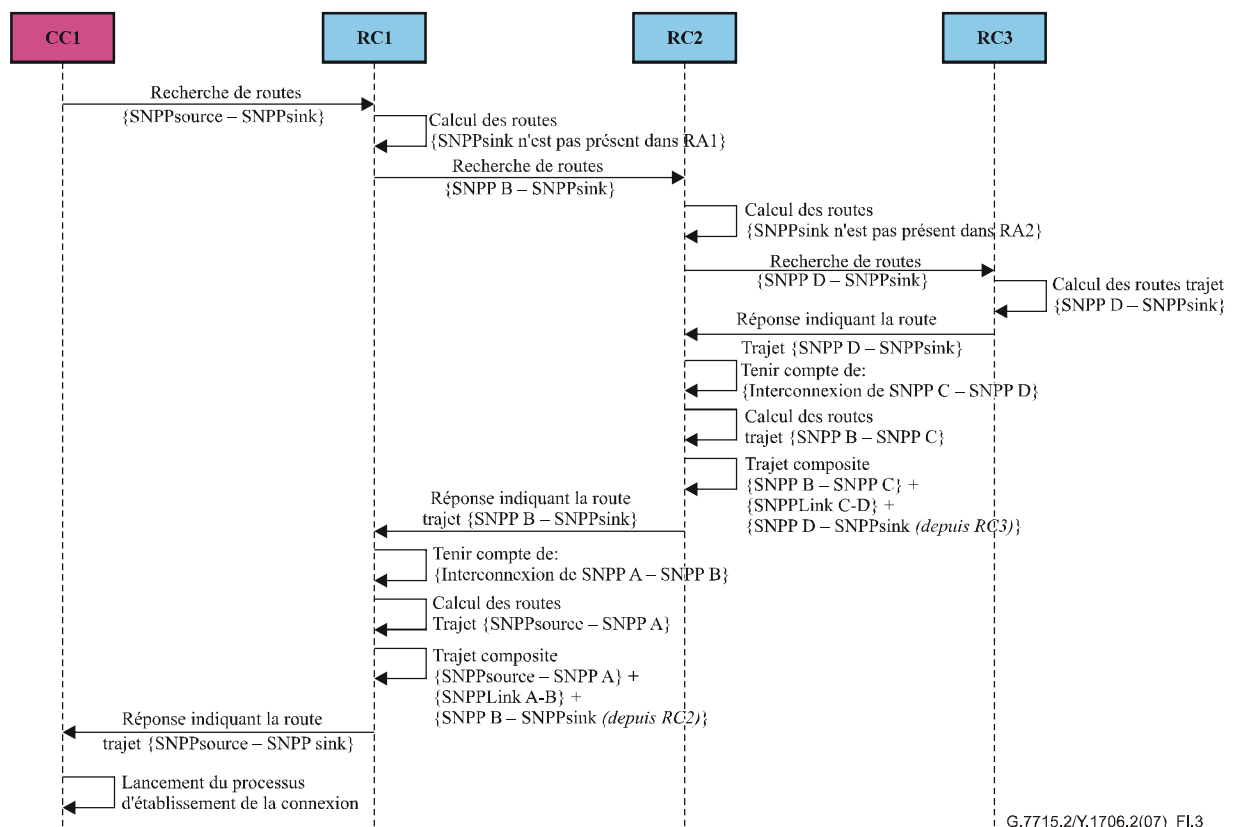 CC1
RC1
RC2
RC3
Recherche de routes
{SNPPsource – SNPPsink}
Calcul des routes
{SNPPsink n'est pas présent dans RA1}
Recherche de routes
{SNPP B – SNPPsink}
Calcul des routes
{SNPPsink n'est pas présent dans RA2}
Recherche de routes
{SNPP D – SNPPsink}
Calcul des routes trajet
{SNPP D – SNPPsink}
Réponse indiquant la route
Trajet {SNPP D – SNPPsink}
Tenir compte de:
{Interconnexion de SNPP C – SNPP D}
Calcul des routes
trajet {SNPP B – SNPP C}
Trajet composite
{SNPP B – SNPP C} +
{SNPPLink C-D} +
{SNPP D – SNPPsink (depuis RC3)}
Réponse indiquant la route
trajet {SNPP B – SNPPsink}
Tenir compte de:
{Interconnexion de SNPP A – SNPP B}
Calcul des routes
Trajet {SNPPsource – SNPP A}
Trajet composite
{SNPPsource – SNPP A} +
{SNPPLink A-B} +
{SNPP B – SNPPsink (depuis RC2)}
Réponse indiquant la route
trajet {SNPPsource – SNPP sink}
Lancement du processus
d'établissement de la connexion
G.7715.2/Y.1706.2(07)_FI.3